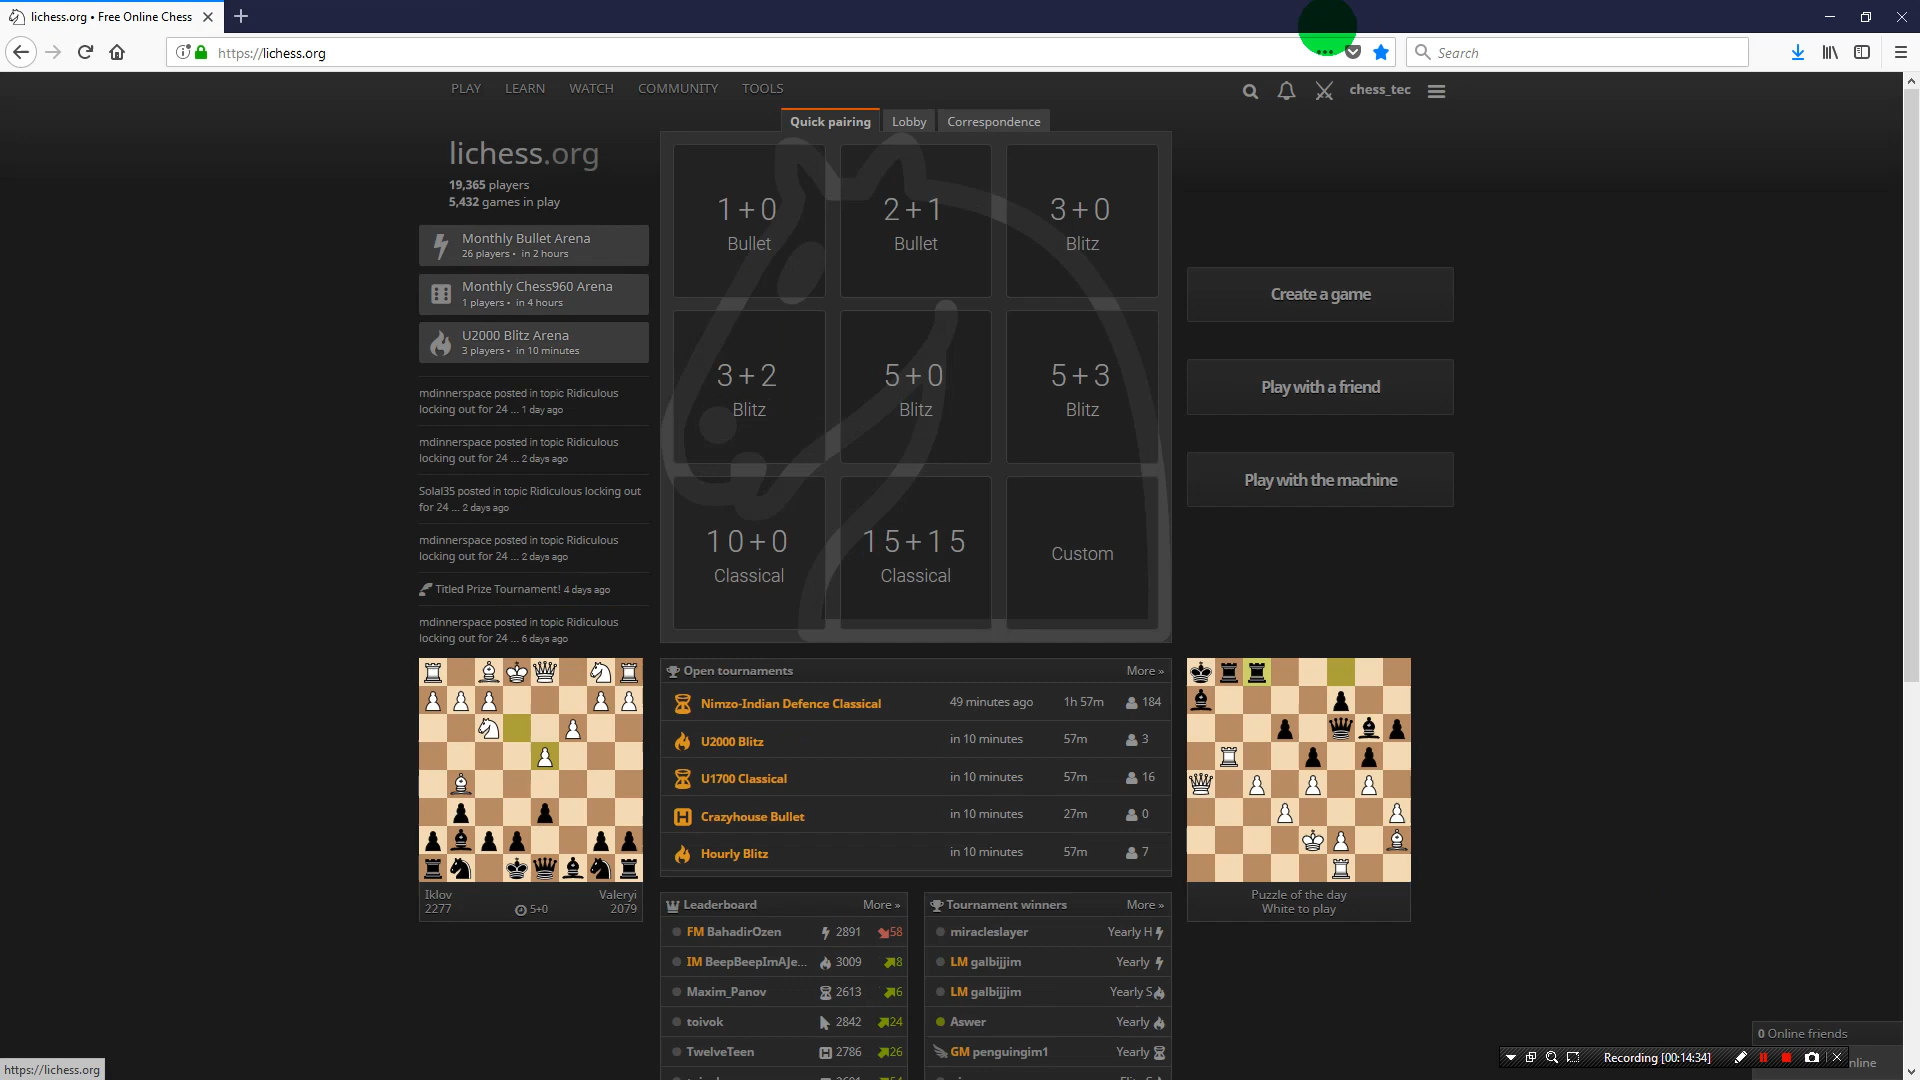 lichess.org • Free Online Chess
https://lichess.org
Search
PLAY LEARN WATCH COMMUNITY TOOLS
chess_tec
Quick pairing Lobby Correspondence
lichess.org
19,365 players
5,432 games in play
Monthly Bullet Arena
26 players • in 2 hours
Monthly Chess960 Arena
1 players • in 4 hours
U2000 Blitz Arena
3 players • in 10 minutes
mdinnerspace posted in topic Ridiculous
locking out for 24 ... 1 day ago
mdinnerspace posted in topic Ridiculous
locking out for 24 ... 2 days ago
Solal35 posted in topic Ridiculous locking out
for 24 ... 2 days ago
mdinnerspace posted in topic Ridiculous
locking out for 24 ... 2 days ago
Titled Prize Tournament! 4 days ago
mdinnerspace posted in topic Ridiculous
locking out for 24 ... 6 days ago
1+0 2+1 3+0
Bullet Bullet Blitz
3+2 5+0 5+3
Blitz Blitz Blitz
10+0 15+15
Classical Classical Custom
Create a game
Play with a friend
Play with the machine
Iklov Valeryi
2277 5+0 2079
Open tournaments More »
Nimzo-Indian Defence Classical 49 minutes ago 1h 57m 184
U2000 Blitz in 10 minutes 57m 3
U1700 Classical in 10 minutes 57m 16
Crazyhouse Bullet in 10 minutes 27m 0
Hourly Blitz in 10 minutes 57m 7
Puzzle of the day
White to play
Leaderboard More »
FM BahadirOzen 2891 58
IM BeepBeepImAJe... 3009 8
Maxim_Panov 2613 6
toivok 2842 24
TwelveTeen 2786 26
Tournament winners More »
miracleslayer Yearly H
LM galbijjim Yearly
LM galbijjim Yearly S
Aswer Yearly
GM penguingim1 Yearly
0 Online friends
Recording [00:14:34]
nline
https://lichess.org